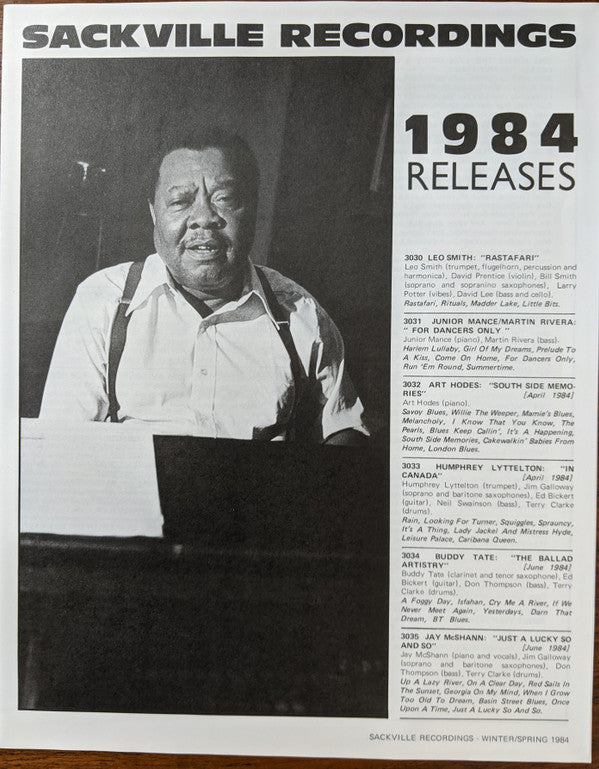 SACKVILLE RECORDINGS
1984
RELEASES
3030 LEO SMITH: "RASTAFARI"
Leo Smith (trumpet, flugelhorn, percussion and
harmonica), David Prentice (violin), Bill Smith
(soprano and sopranino saxophones), Larry
Potter (vibes), David Lee (bass and cello).
Rastafari, Rituals, Madder Lake, Little Bits.
3031 JUNIOR MANCE/MARTIN RIVERA:
" FOR DANCERS ONLY "
Junior Mance (piano), Martin Rivera (bass).
Harlem Lullaby, Girl Of My Dreams, Prelude To
A Kiss, Come On Home, For Dancers Only,
Run 'Em Round, Summertime.
3032 ART HODES: "SOUTH SIDE MEMO-
RIES" [April 1984]
Art Hodes (piano).
Savoy Blues, Willie The Weeper, Mamie's Blues,
Melancholy, I Know That You Know, The
Pearls, Blues Keep Callin', It's A Happening,
South Side Memories, Cakewalkin' Babies From
Home, London Blues.
3033 HUMPHREY LYTTELTON: "IN
CANADA" [April 1984]
Humphrey Lyttelton (trumpet), Jim Galloway
(soprano and baritone saxophones), Ed Bickert
(guitar), Neil Swainson (bass), Terry Clarke
(drums).
Rain, Looking For Turner, Squiggles, Sprauncy,
It's A Thing, Lady Jackel And Mistress Hyde,
Leisure Palace, Caribana Queen.
3034 BUDDY TATE: "THE BALLAD
ARTISTRY" [June 1984]
Buddy Tate (clarinet and tenor saxophone), Ed
Bickert (guitar), Don Thompson (bass), Terry
Clarke (drums).
A Foggy Day, Isfahan, Cry Me A River, If We
Never Meet Again, Yesterdays, Darn That
Dream, BT Blues.
3035 JAY McSHANN: "JUST A LUCKY SO
AND SO" [June 1984]
Jay McShann (piano and vocals), Jim Galloway
(soprano and baritone saxophones), Don
Thompson (bass), Terry Clarke (drums).
Up A Lazy River, On A Clear Day, Red Sails In
The Sunset, Georgia On My Mind, When I Grow
Too Old To Dream, Basin Street Blues, Once
Upon A Time, Just A Lucky So And So.
SACKVILLE RECORDINGS · WINTER/SPRING 1984